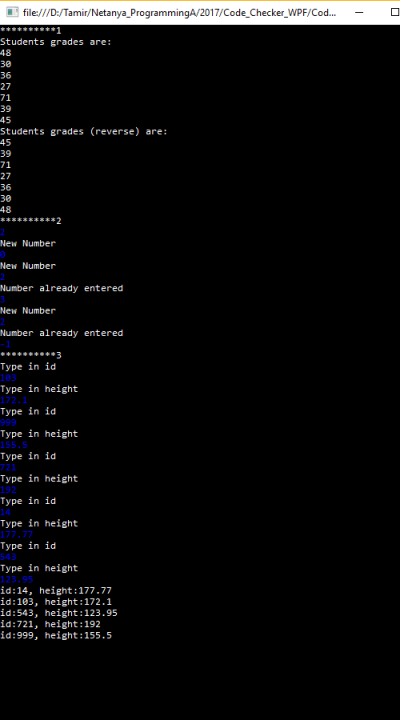 file:///D:/Tamir/Netanya_ProgrammingA/2017/Code_Checker_WPF/Cod...
**********1
Students grades are:
48
30
36
27
71
39
45
Students grades (reverse) are:
45
39
71
27
36
30
48
**********2
2
New Number
0
New Number
2
Number already entered
3
New Number
2
Number already entered
-1
**********3
Type in id
103
Type in height
172.1
Type in id
999
Type in height
155.5
Type in id
721
Type in height
192
Type in id
14
Type in height
177.77
Type in id
543
Type in height
123.95
id:14, height:177.77
id:103, height:172.1
id:543, height:123.95
id:721, height:192
id:999, height:155.5